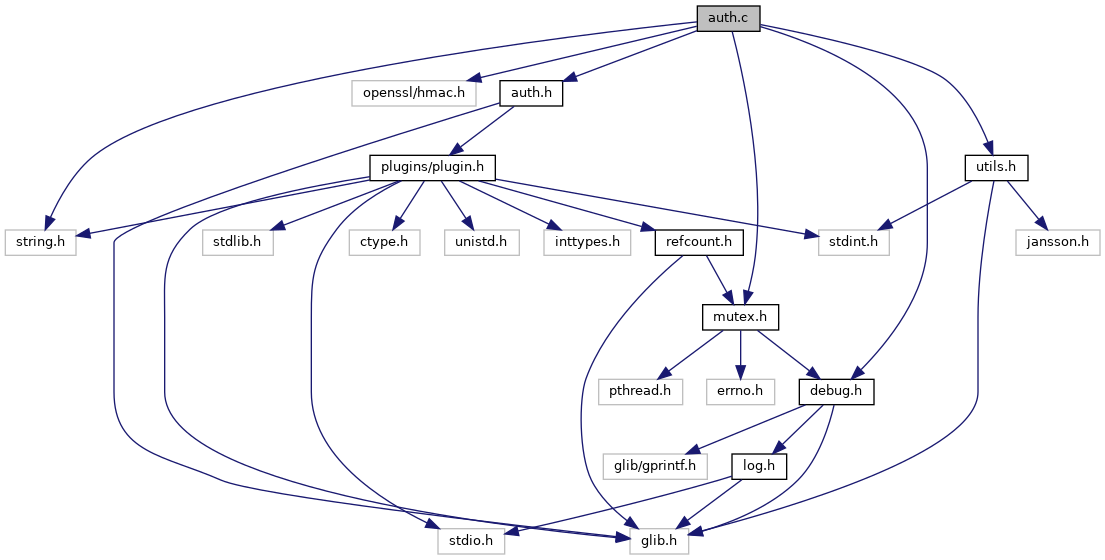 auth.c
openssl/hmac.h
auth.h
plugins/plugin.h
utils.h
string.h
stdlib.h
ctype.h
unistd.h
inttypes.h
refcount.h
stdint.h
jansson.h
mutex.h
pthread.h
errno.h
debug.h
glib/gprintf.h
log.h
stdio.h
glib.h